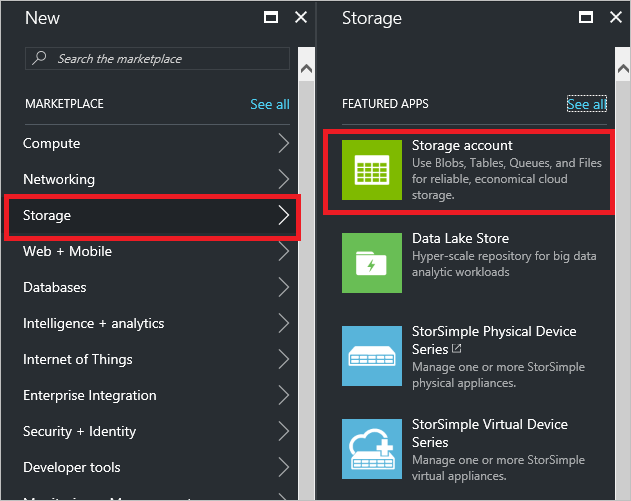 New
Search the marketplace
MARKETPLACE
See all
Compute
Networking
Storage
Web + Mobile
Databases
Intelligence + analytics
Internet of Things
Enterprise Integration
Security + Identity
Developer tools
Storage
FEATURED APPS
See all
Storage account
Use Blobs, Tables, Queues, and Files
for reliable, economical cloud
storage.
Data Lake Store
Hyper-scale repository for big data
analytic workloads
StorSimple Physical Device
Series
Manage one or more StorSimple
physical appliances.
StorSimple Virtual Device
Series
Manage one or more StorSimple
virtual appliances.